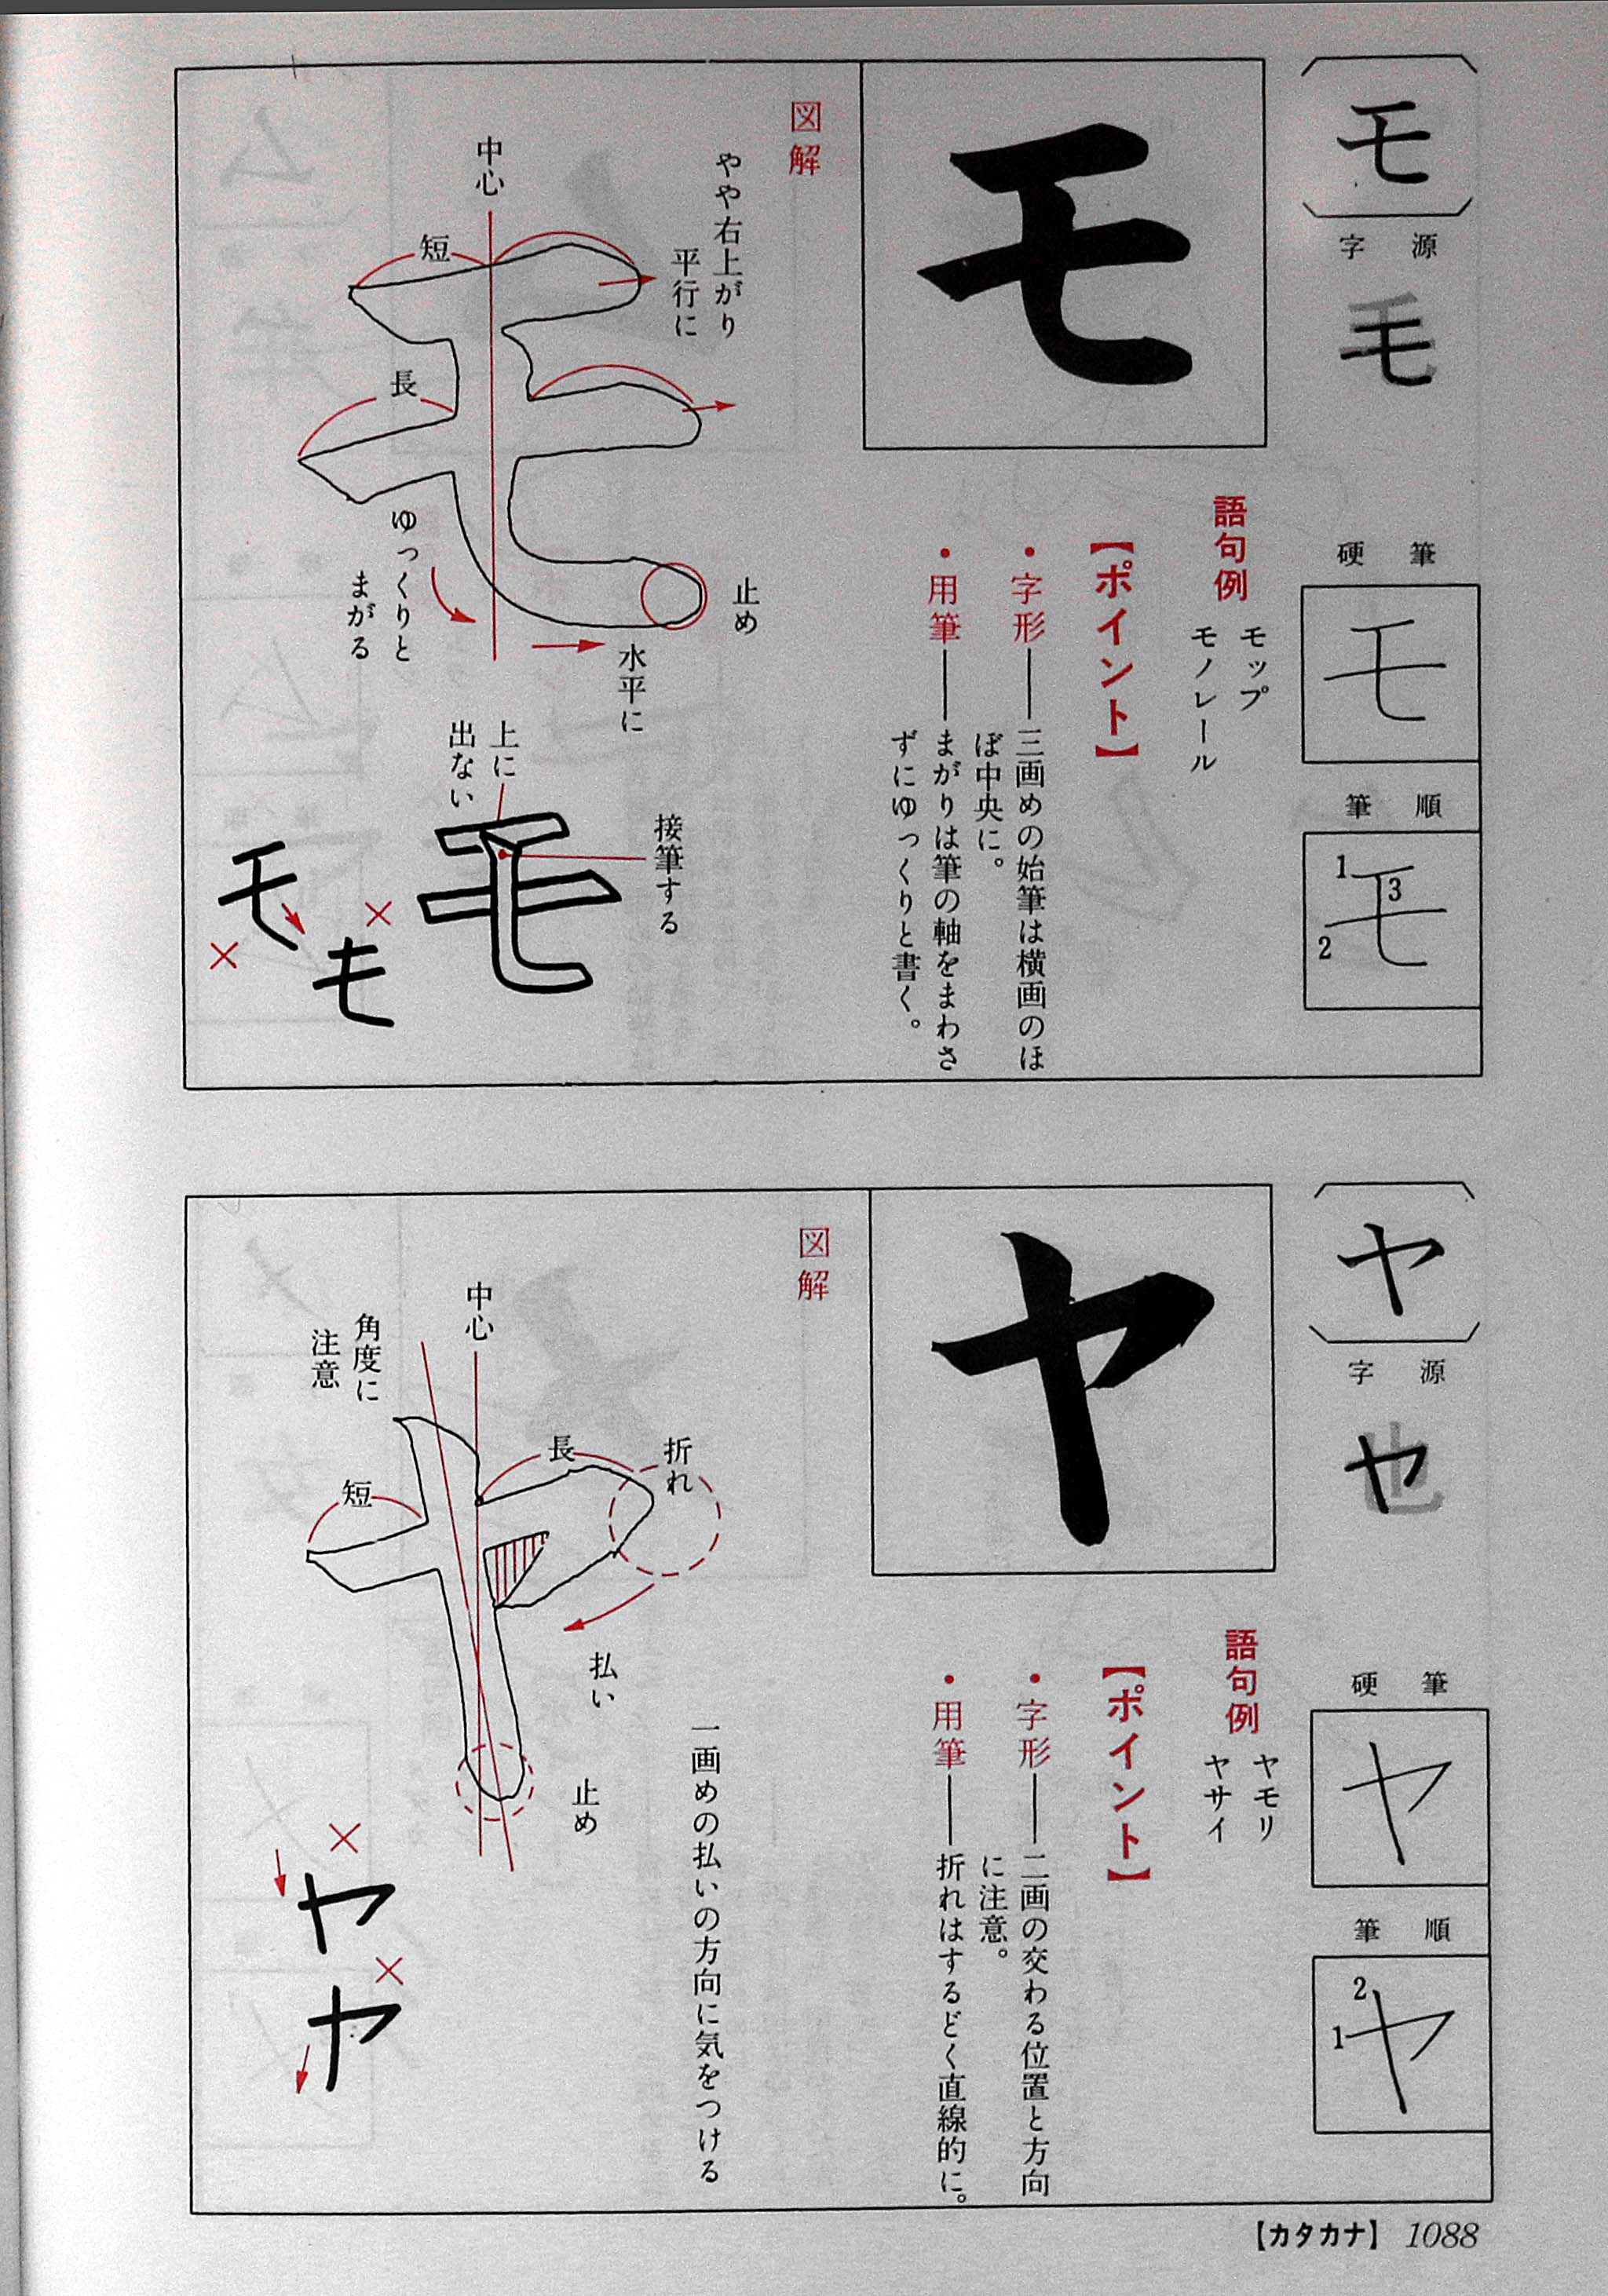 モ
字源
毛
硬筆
モ
筆順
モ
1
2
3
語句例
モップ
モノレール
【ポイント】
・字形―三画めの始筆は横画のほ
ぼ中央に。
・用筆―まがりは筆の軸をまわさ
ずにゆっくりと書く。
モ
図解
やや右上がり
平行に
中心
短
長
止め
水平に
ゆっくりと
まがる
接筆する
上に
出ない
モ
モ
モ
ヤ
字源
也
ヤ
硬筆
ヤ
筆順
ヤ
1
2
語句例
ヤモリ
ヤサイ
【ポイント】
・字形―二画の交わる位置と方向
に注意。
・用筆―折れはするどく直線的に。
ヤ
図解
折れ
長
中心
角度に
注意
短
払い
止め
一画めの払いの方向に気をつける
ヤ
ヤ
【カタカナ】 1088